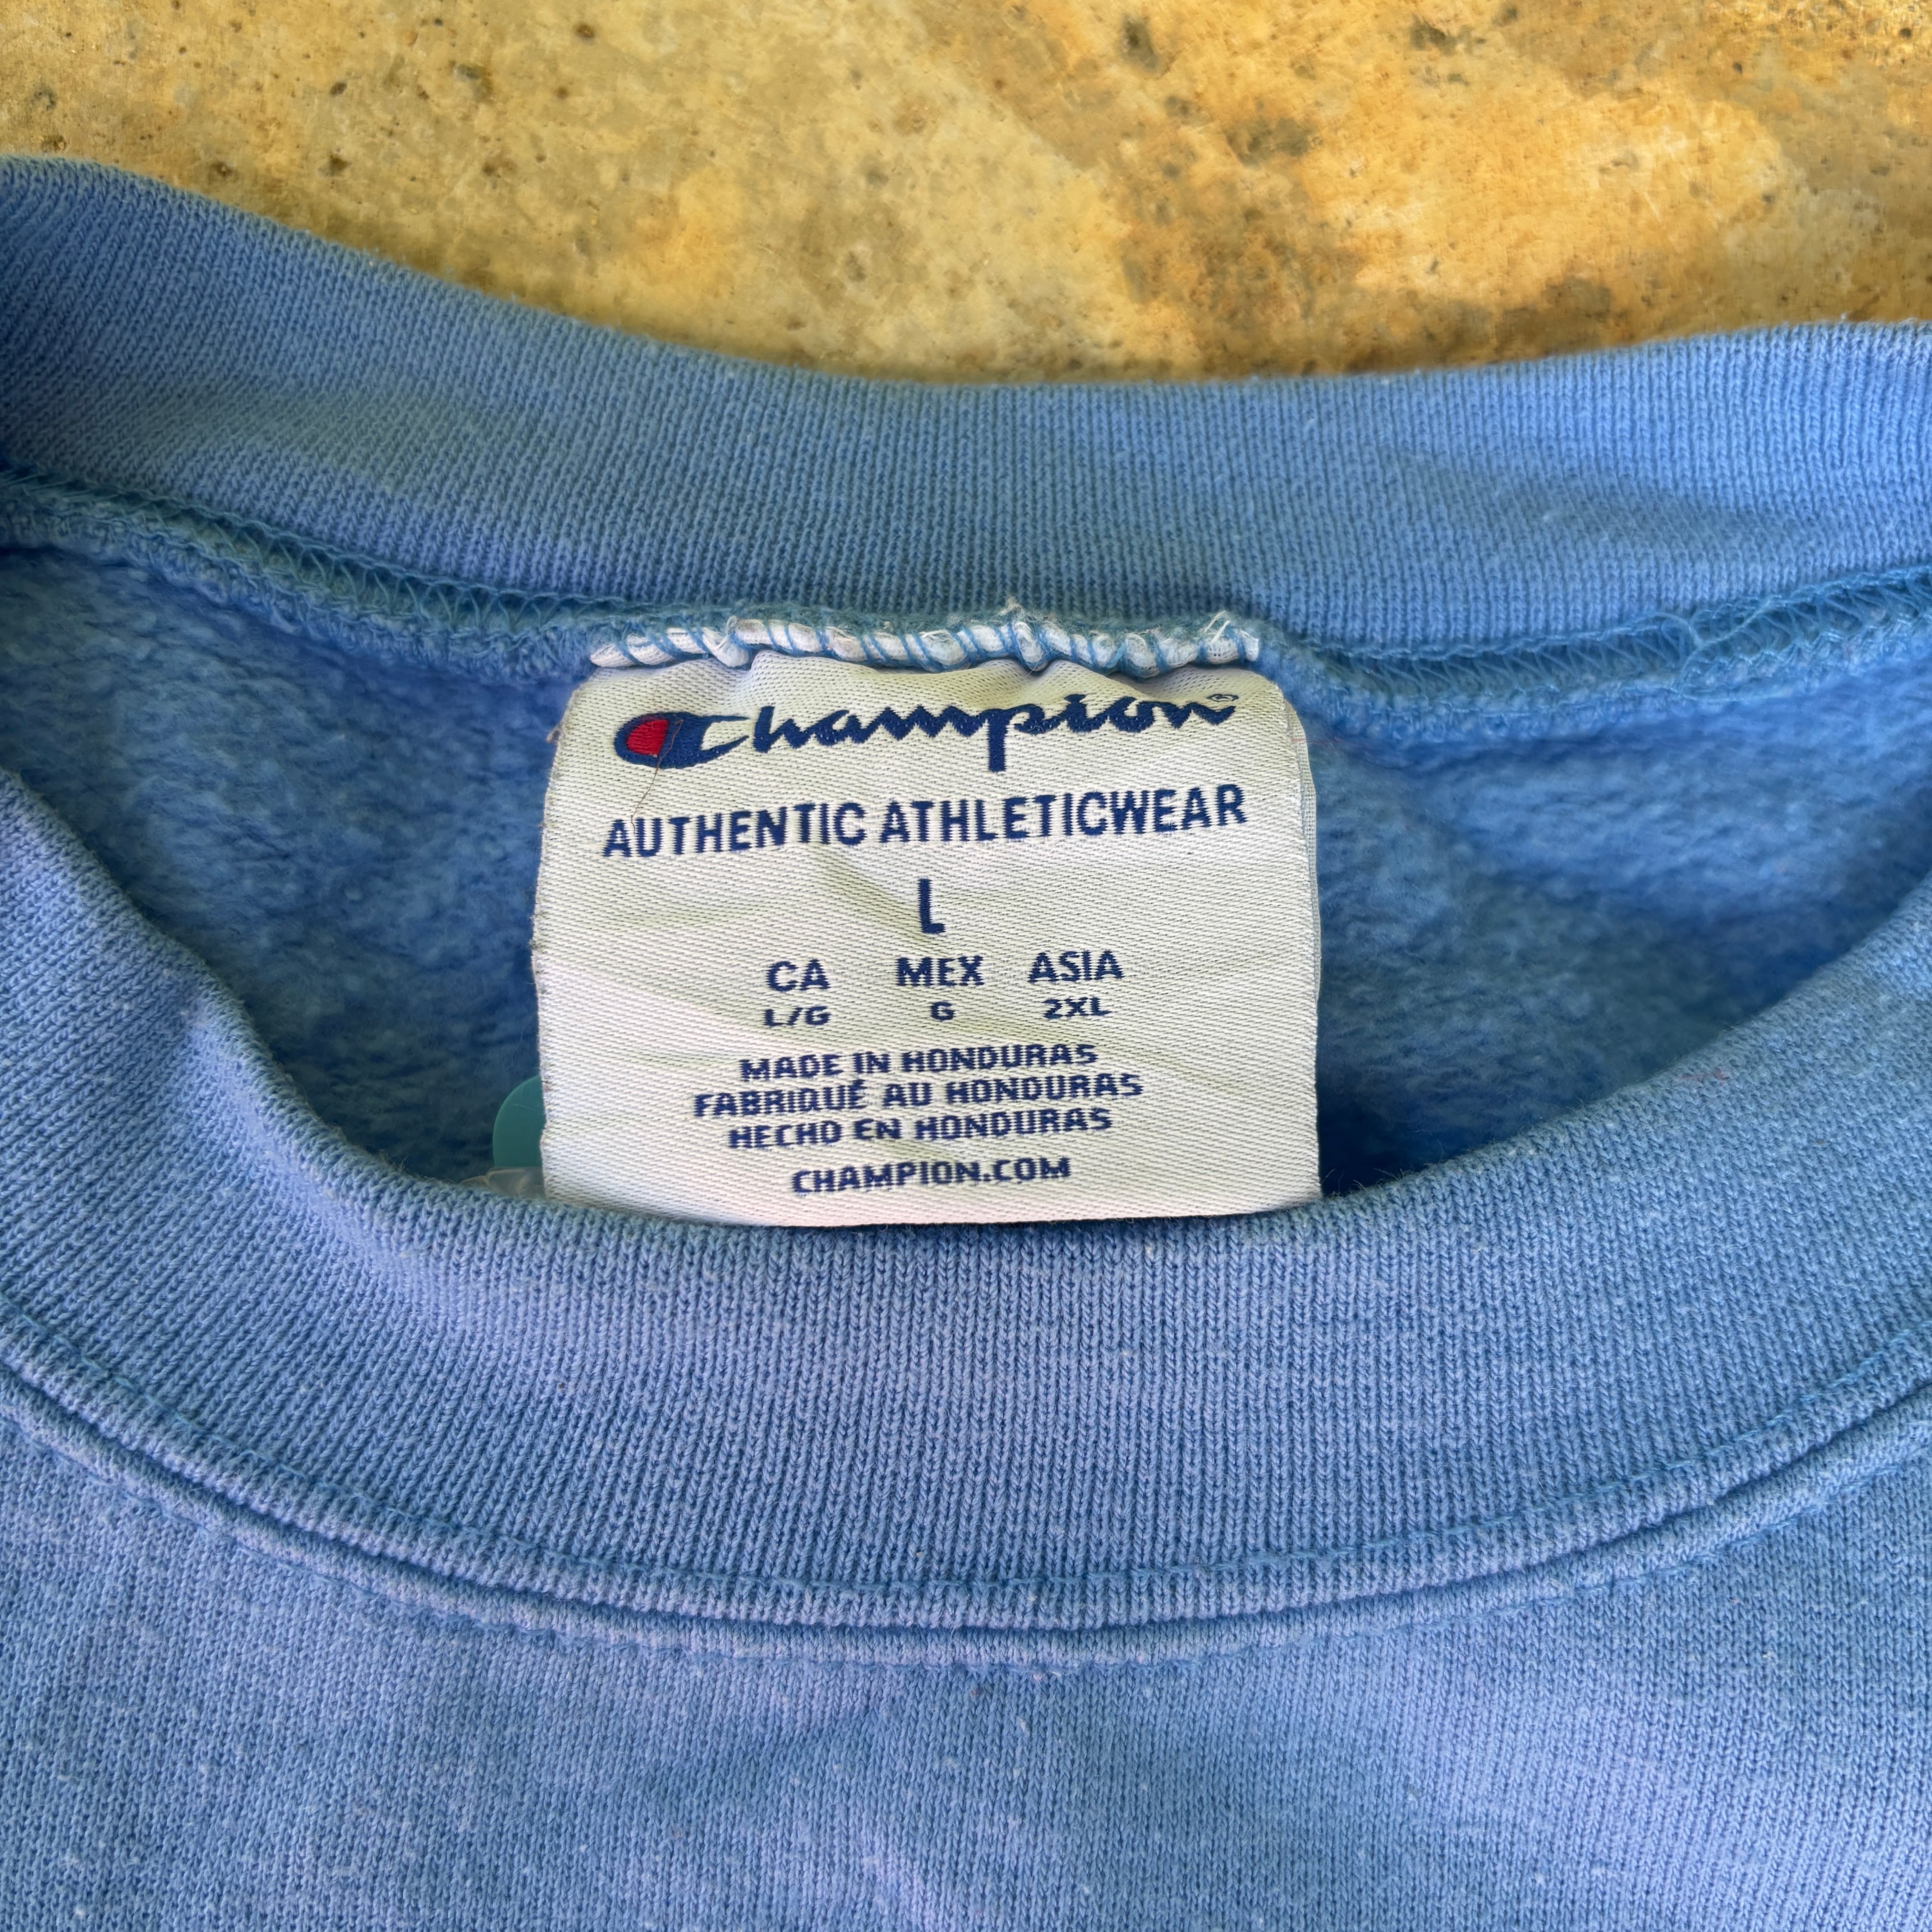 Champion®
AUTHENTIC ATHLETICWEAR
L
CA MEX ASIA
L/G G 2XL
MADE IN HONDURAS
FABRIQUÉ AU HONDURAS
HECHO EN HONDURAS
CHAMPION.COM